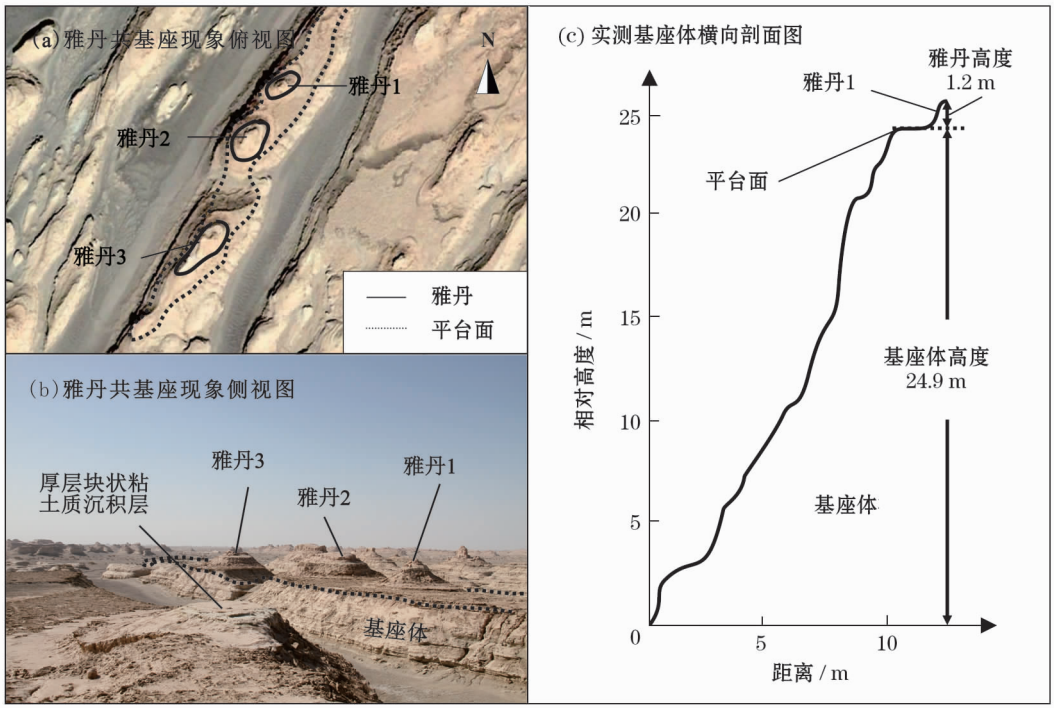 (a)雅丹共基座现象俯视图
N
雅丹1
雅丹2
雅丹3
雅丹
平台面
(b)雅丹共基座现象侧视图
厚层块状粘
土质沉积层
雅丹3
雅丹2
雅丹1
基座体
(c) 实测基座体横向剖面图
雅丹高度
1.2 m
雅丹1
平台面
基座体高度
24.9 m
基座体
相对高度 / m
25
20
15
10
5
0
5
10
距离 / m